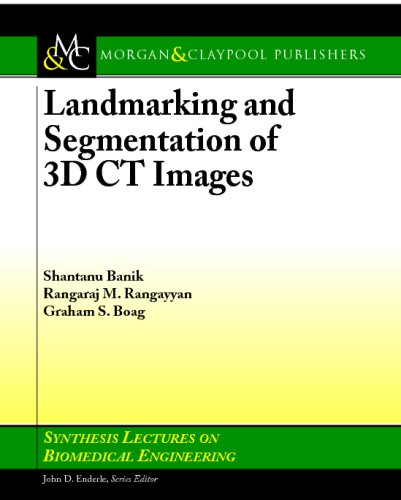 M&C MORGAN&CLAYPOOL PUBLISHERS
Landmarking and
Segmentation of
3D CT Images
Shantanu Banik
Rangaraj M. Rangayyan
Graham S. Boag
SYNTHESIS LECTURES ON
BIOMEDICAL ENGINEERING
John D. Enderle, Series Editor